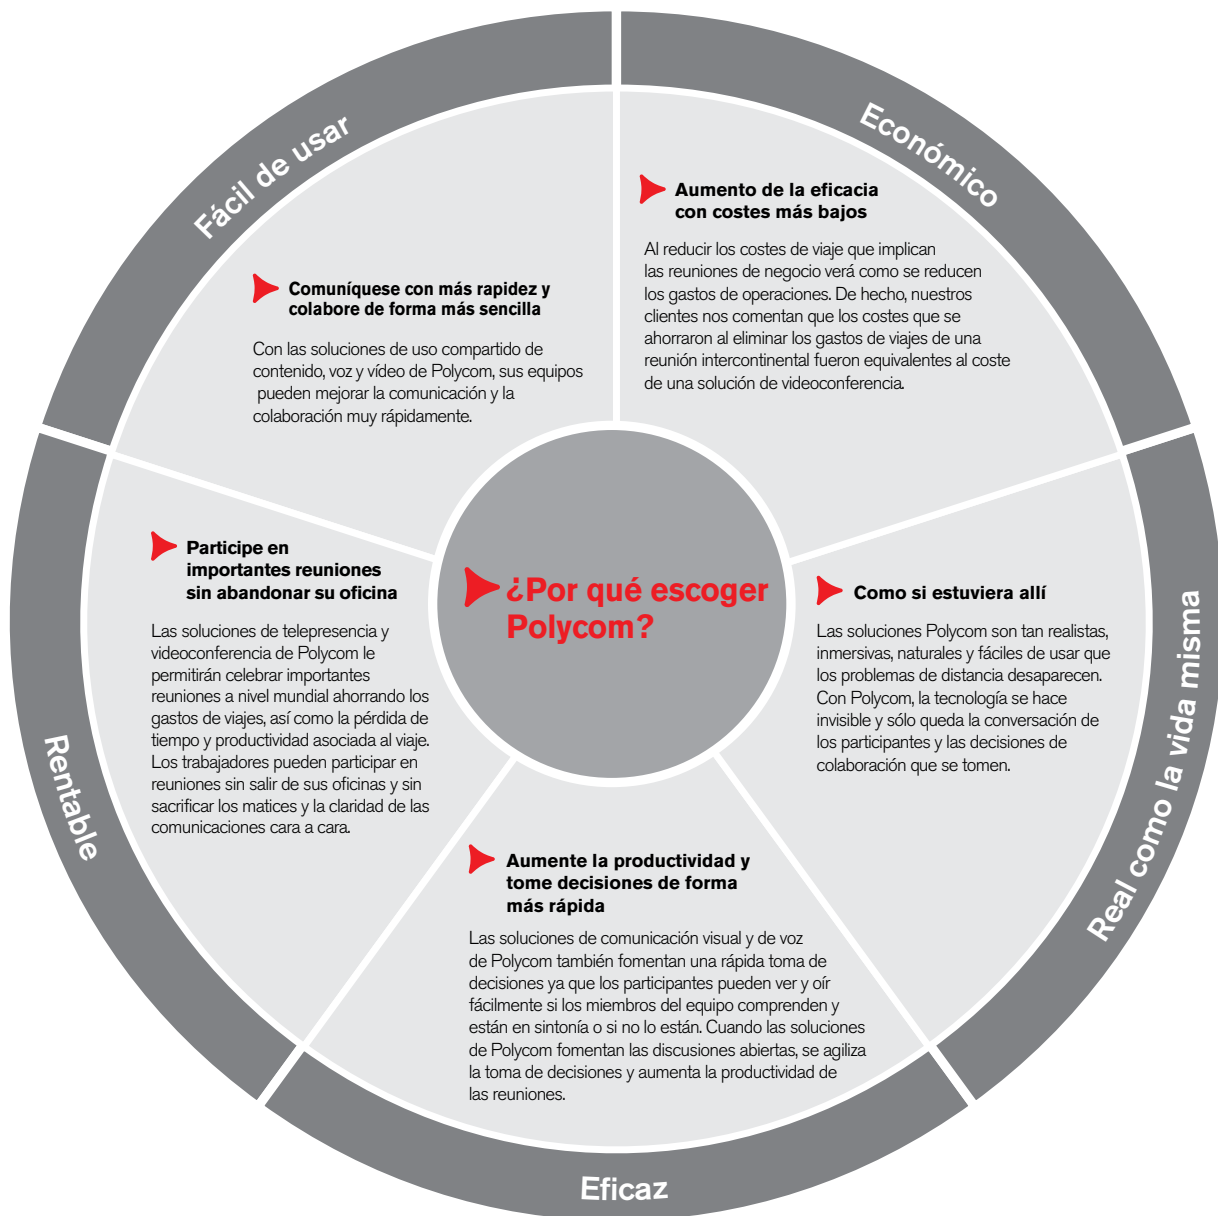 Fácil de usar
Comuníquese con más rapidez y
colabore de forma más sencilla
Con las soluciones de uso compartido de
contenido, voz y vídeo de Polycom, sus equipos
pueden mejorar la comunicación y la
colaboración muy rápidamente.
Económico
Aumento de la eficacia
con costes más bajos
Al reducir los costes de viaje que implican
las reuniones de negocio verá como se reducen
los gastos de operaciones. De hecho, nuestros
clientes nos comentan que los costes que se
ahorraron al eliminar los gastos de viajes de una
reunión intercontinental fueron equivalentes al coste
de una solución de videoconferencia.
Rentable
Participe en
importantes reuniones
sin abandonar su oficina
Las soluciones de telepresencia y
videoconferencia de Polycom le
permitirán celebrar importantes
reuniones a nivel mundial ahorrando los
gastos de viajes, así como la pérdida de
tiempo y productividad asociada al viaje.
Los trabajadores pueden participar en
reuniones sin salir de sus oficinas y sin
sacrificar los matices y la claridad de las
comunicaciones cara a cara.
¿Por qué escoger
Polycom?
Real como la vida misma
Como si estuviera allí
Las soluciones Polycom son tan realistas,
inmersivas, naturales y fáciles de usar que
los problemas de distancia desaparecen.
Con Polycom, la tecnología se hace
invisible y sólo queda la conversación de
los participantes y las decisiones de
colaboración que se tomen.
Aumente la productividad y
tome decisiones de forma
más rápida
Las soluciones de comunicación visual y de voz
de Polycom también fomentan una rápida toma de
decisiones ya que los participantes pueden ver y oír
fácilmente si los miembros del equipo comprenden y
están en sintonía o si no lo están. Cuando las soluciones
de Polycom fomentan las discusiones abiertas, se agiliza
la toma de decisiones y aumenta la productividad de
las reuniones.
Eficaz